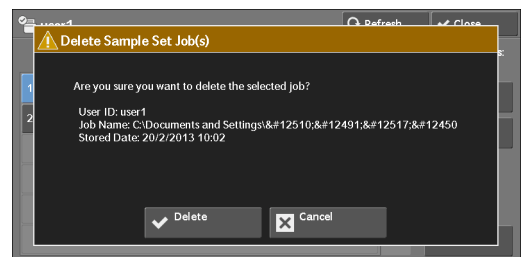 user1
Refresh
Close
Delete Sample Set Job(s)
1
2
Are you sure you want to delete the selected job?
User ID: user1
Job Name: C:\Documents and Settings\&#12510;&#12491;&#12517;&#12450
Stored Date: 20/2/2013 10:02
Delete
Cancel